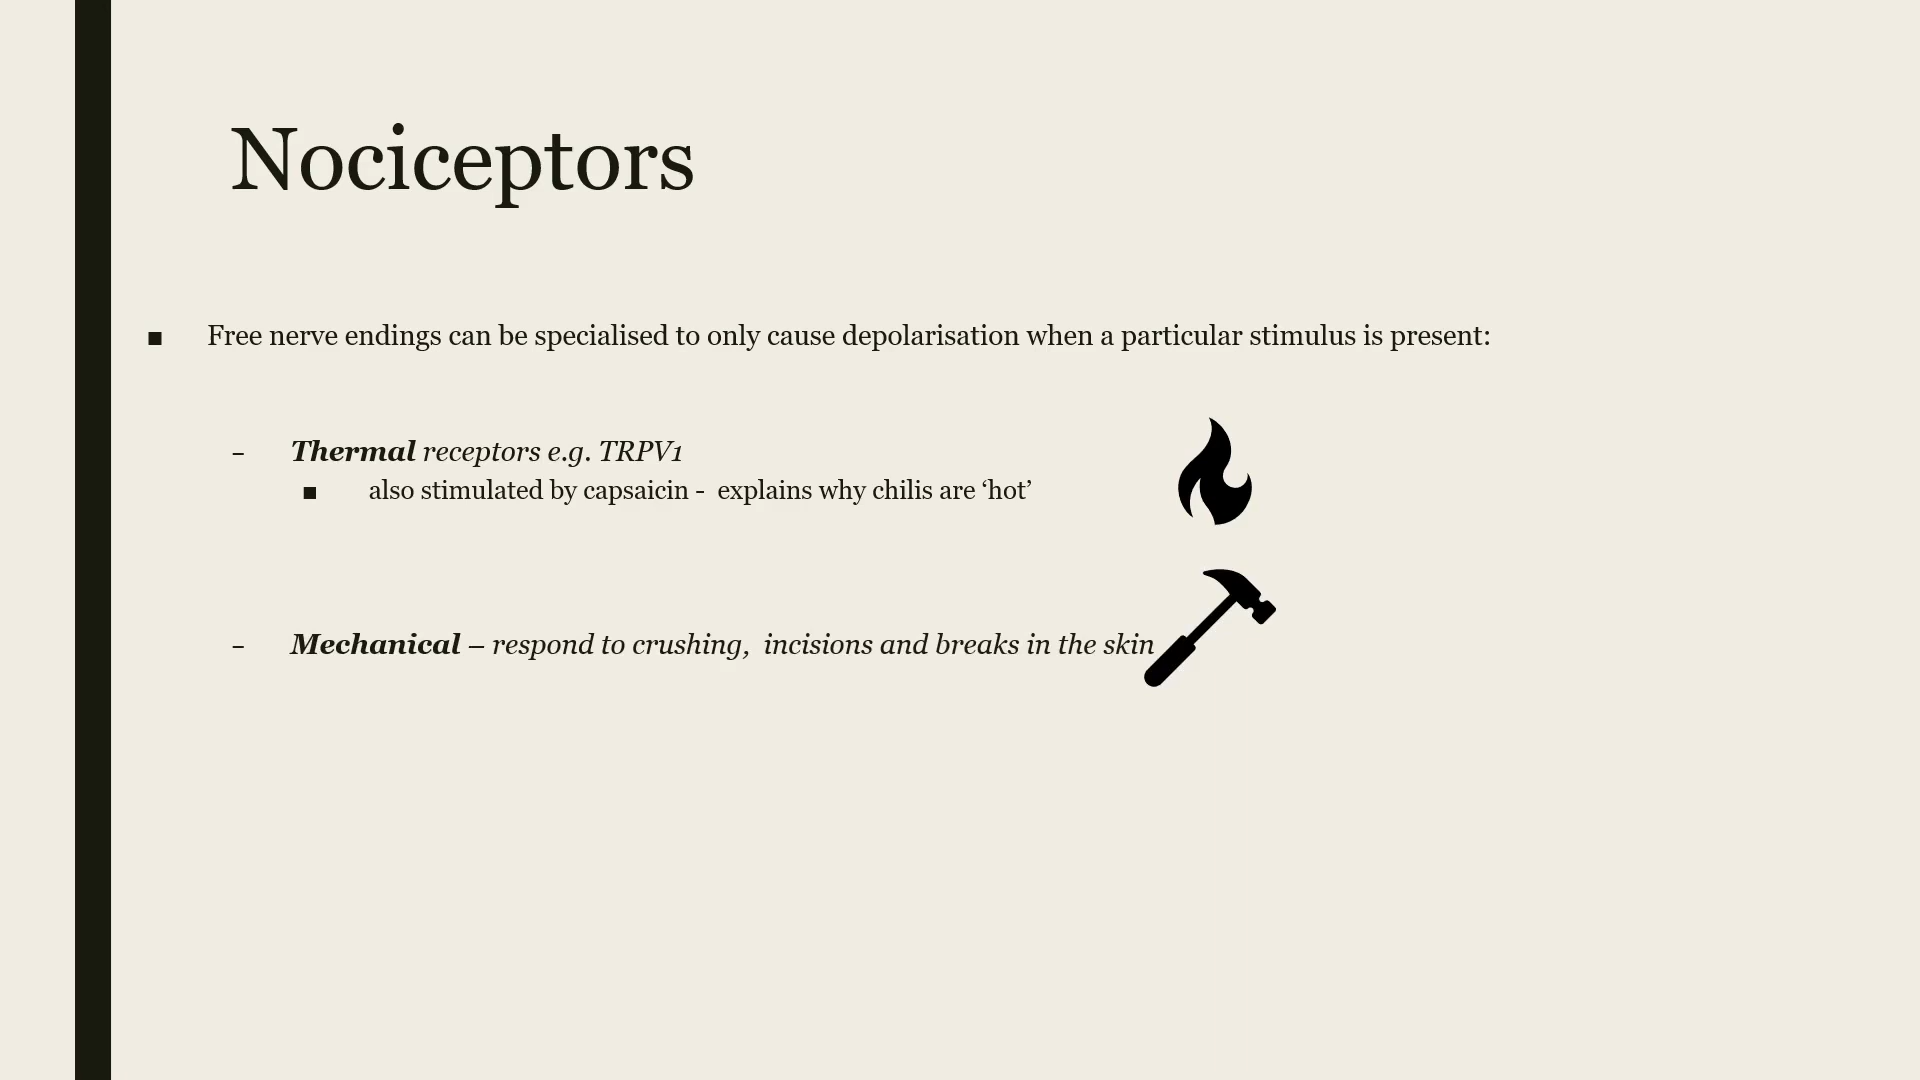 Nociceptors
▪ Free nerve endings can be specialised to only cause depolarisation when a particular stimulus is present:
– Thermal receptors e.g. TRPV1
▪ also stimulated by capsaicin -  explains why chilis are ‘hot’
– Mechanical – respond to crushing,  incisions and breaks in the skin